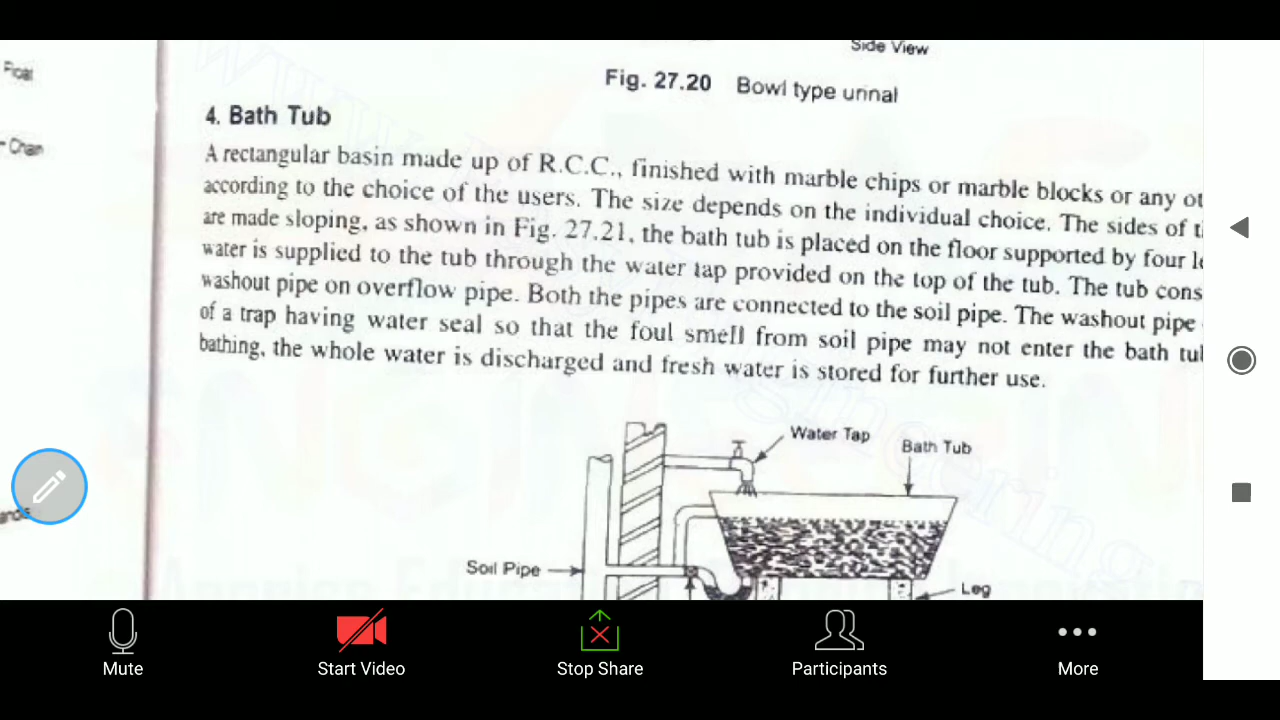 Side View
Float
Fig. 27.20 Bowl type urinal
4. Bath Tub
Chain
A rectangular basin made up of R.C.C., finished with marble chips or marble blocks or any ot
according to the choice of the users. The size depends on the individual choice. The sides of t
are made sloping, as shown in Fig. 27.21, the bath tub is placed on the floor supported by four le
water is supplied to the tub through the water tap provided on the top of the tub. The tub cons
washout pipe on overflow pipe. Both the pipes are connected to the soil pipe. The washout pipe
of a trap having water seal so that the foul smell from soil pipe may not enter the bath tu
bathing, the whole water is discharged and fresh water is stored for further use.
Water Tap
Bath Tub
Soil Pipe
Leg
Mute
Start Video
Stop Share
Participants
More